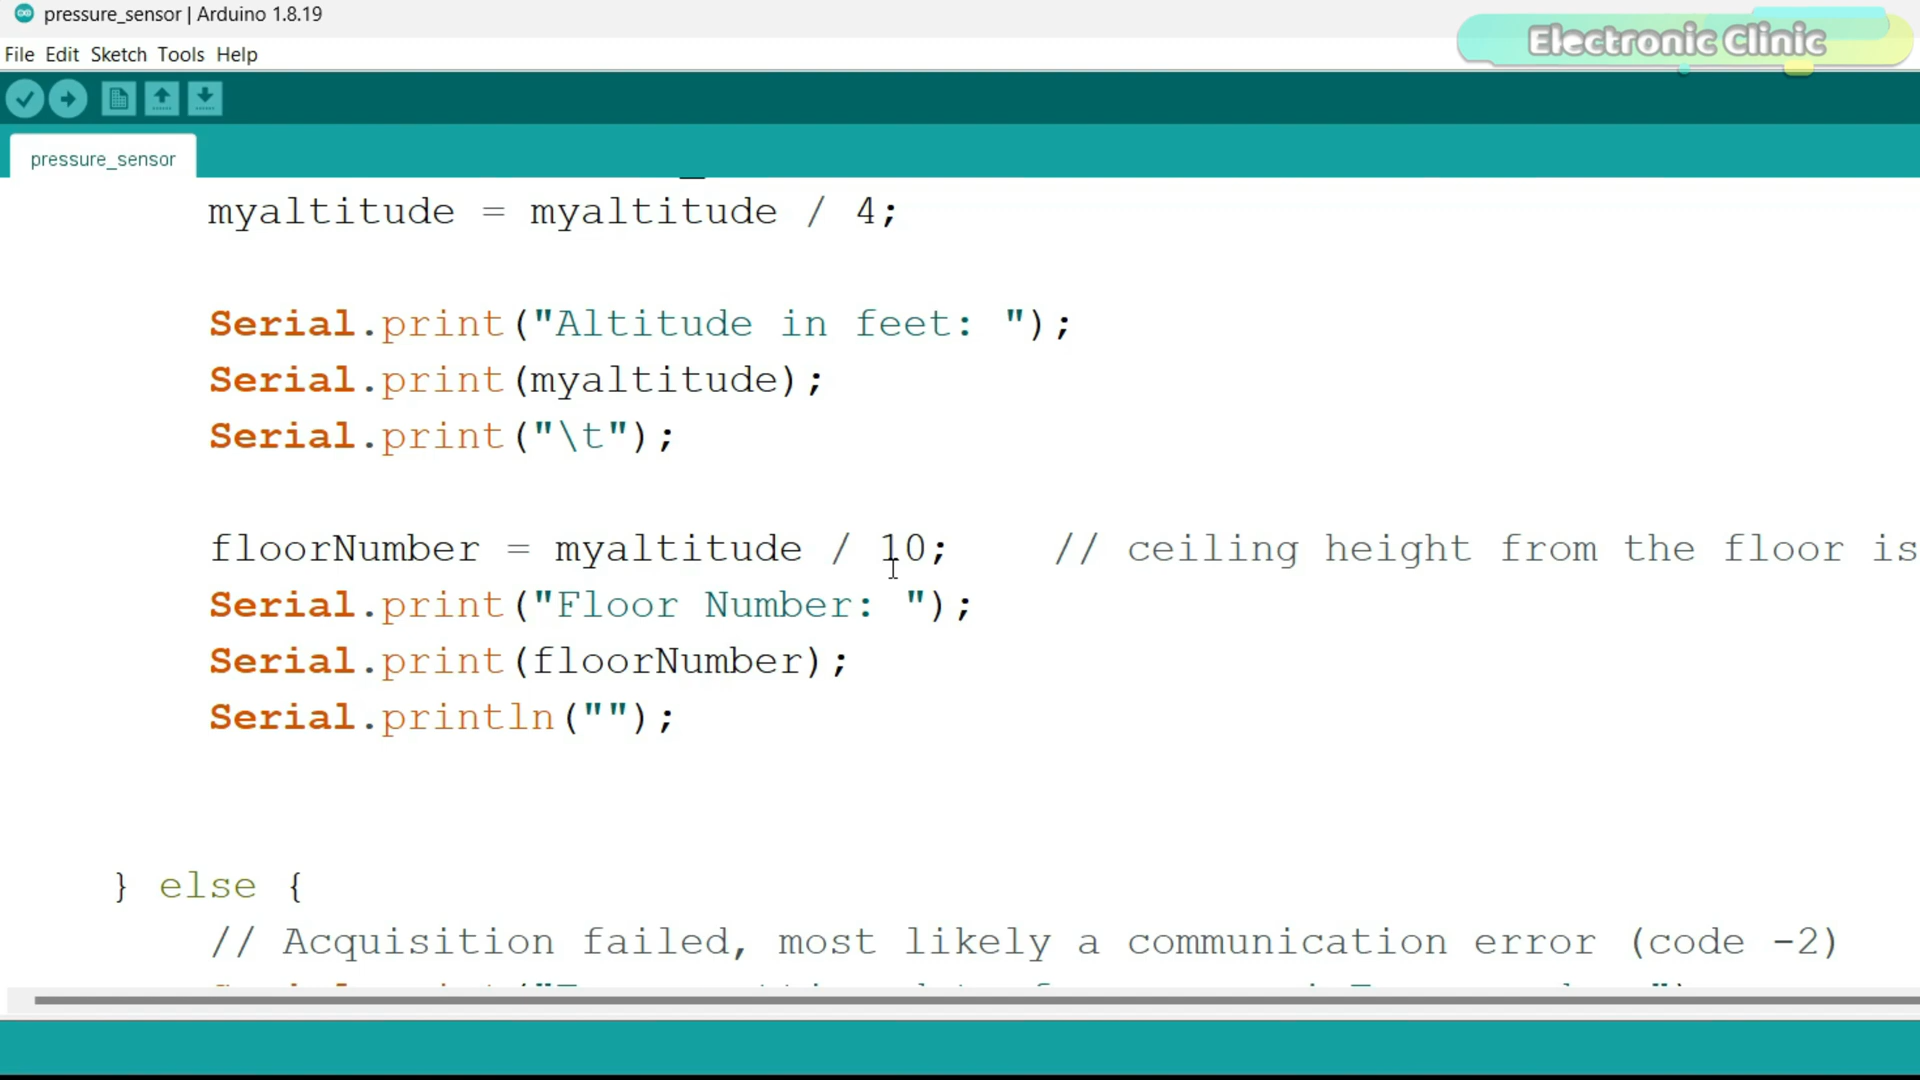 pressure_sensor | Arduino 1.8.19
Electronic Clinic
File Edit Sketch Tools Help
pressure_sensor
myaltitude = myaltitude / 4;
Serial.print("Altitude in feet: ");
Serial.print(myaltitude);
Serial.print("\t");
floorNumber = myaltitude / 10;    // ceiling height from the floor is
Serial.print("Floor Number: ");
Serial.print(floorNumber);
Serial.println("");
} else {
// Acquisition failed, most likely a communication error (code -2)